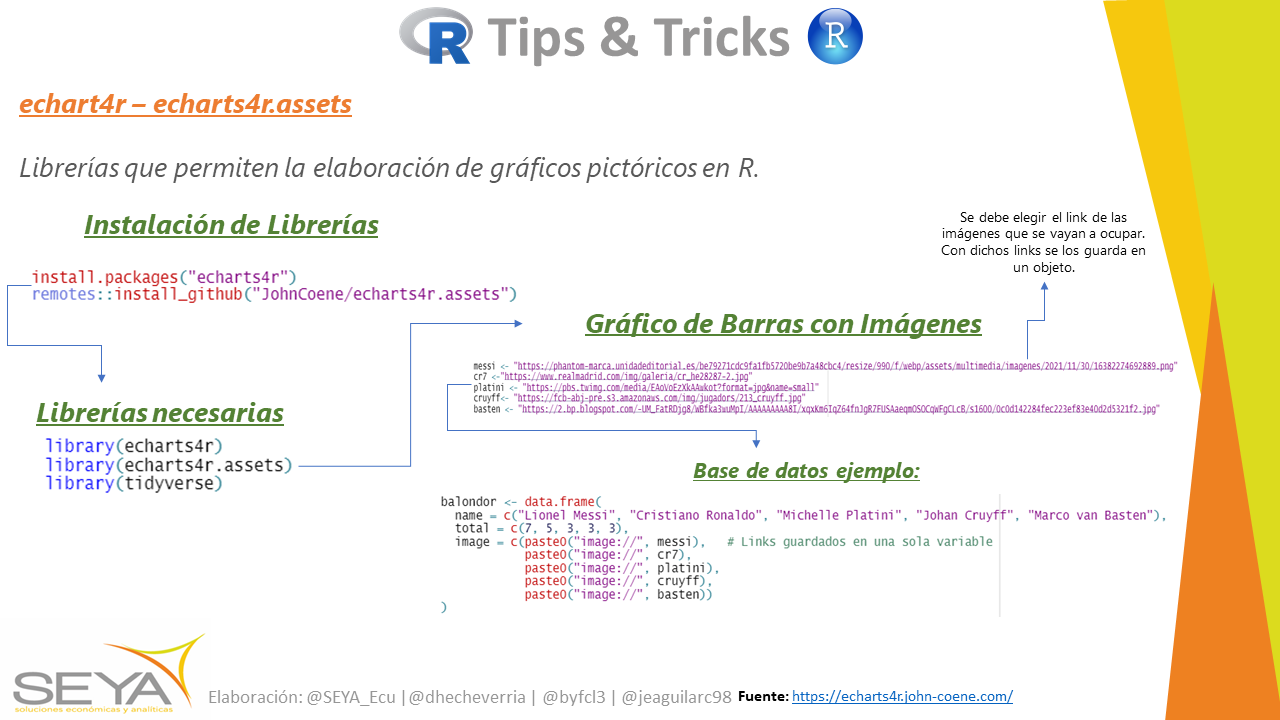 R Tips & Tricks R
echart4r – echarts4r.assets
Librerías que permiten la elaboración de gráficos pictóricos en R.
Instalación de Librerías
install.packages("echarts4r")
remotes::install_github("JohnCoene/echarts4r.assets")
Librerías necesarias
library(echarts4r)
library(echarts4r.assets)
library(tidyverse)
Se debe elegir el link de las
imágenes que se vayan a ocupar.
Con dichos links se los guarda en
un objeto.
Gráfico de Barras con Imágenes
messi <- "https://phantom-marca.unidadeditorial.es/be79271cdc9fa1fb5720be9b7a48cbc4/resize/990/f/webp/assets/multimedia/imagenes/2021/11/30/16382274692889.png"
cr7 <-"https://www.realmadrid.com/img/galeria/cr_he28287-2.jpg"
platini <- "https://pbs.twimg.com/media/EAoVoEzXkAAwkot?format=jpg&name=small"
cruyff<- "https://fcb-abj-pre.s3.amazonaws.com/img/jugadors/213_cruyff.jpg"
basten <- "https://2.bp.blogspot.com/-UM_FatRDjg8/WBfka3wuMpI/AAAAAAAAA8I/xqxKm6IqZ64fnJgR7FUSAaeqmOSOCqWFgCLcB/s1600/0c0d142284fec223ef83e40d2d5321f2.jpg"
Base de datos ejemplo:
balondor <- data.frame(
name = c("Lionel Messi", "Cristiano Ronaldo", "Michelle Platini", "Johan Cruyff", "Marco van Basten"),
total = c(7, 5, 3, 3, 3),
image = c(paste0("image://", messi), # Links guardados en una sola variable
paste0("image://", cr7),
paste0("image://", platini),
paste0("image://", cruyff),
paste0("image://", basten))
)
SEYA
soluciones económicas y analíticas
Elaboración: @SEYA_Ecu |@dhecheverria | @byfcl3 | @jeaguilarc98 Fuente: https://echarts4r.john-coene.com/